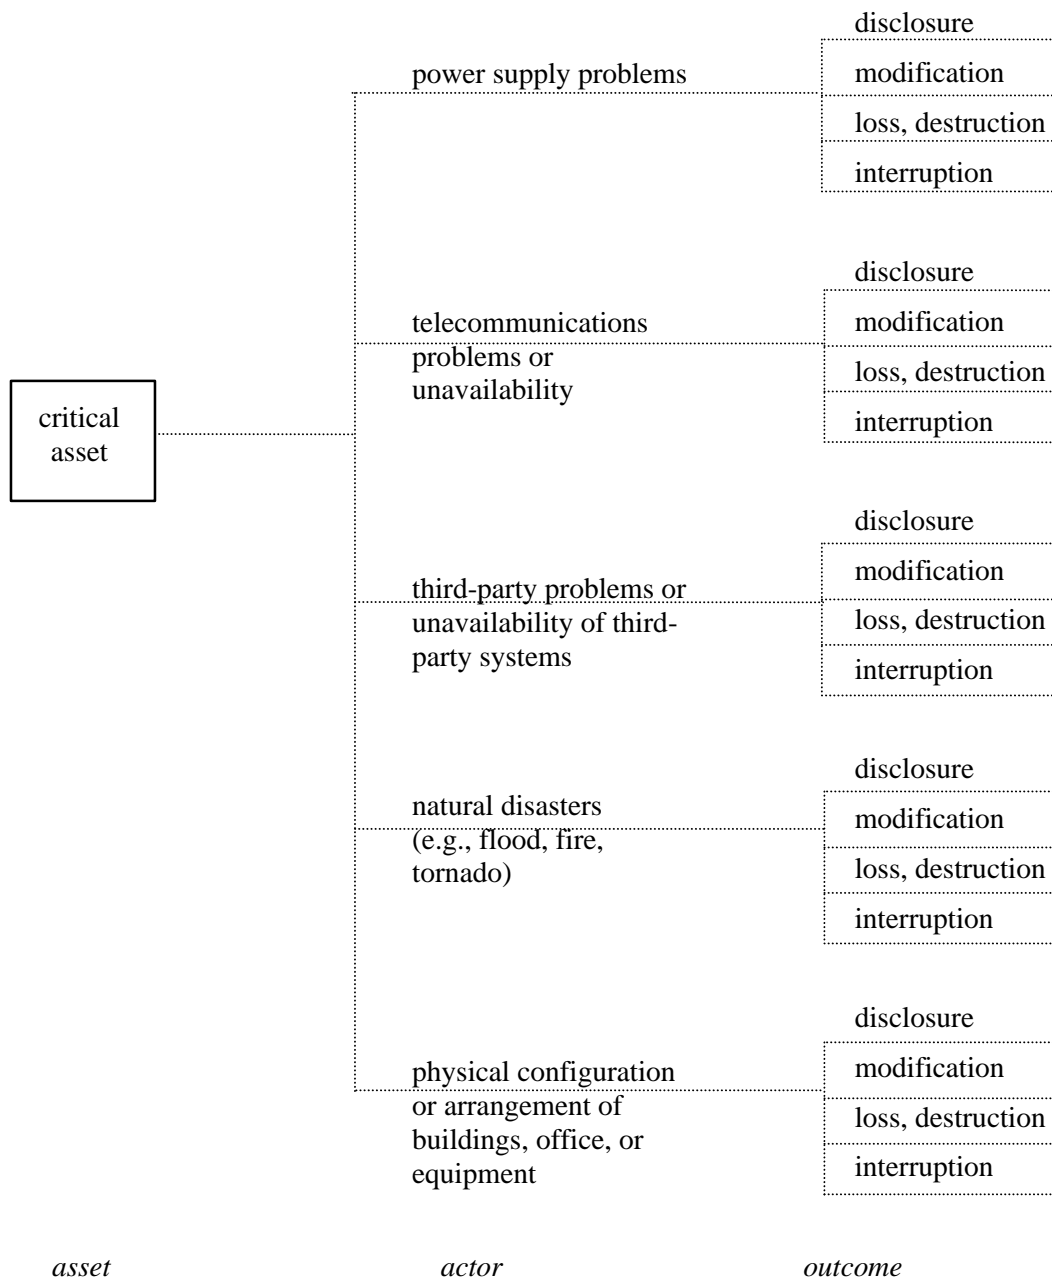 disclosure
power supply problems
modification
loss, destruction
interruption
disclosure
telecommunications
problems or
unavailability
modification
loss, destruction
interruption
critical
asset
disclosure
third-party problems or
unavailability of third-
party systems
modification
loss, destruction
interruption
disclosure
natural disasters
(e.g., flood, fire,
tornado)
modification
loss, destruction
interruption
disclosure
physical configuration
or arrangement of
buildings, office, or
equipment
modification
loss, destruction
interruption
asset
actor
outcome